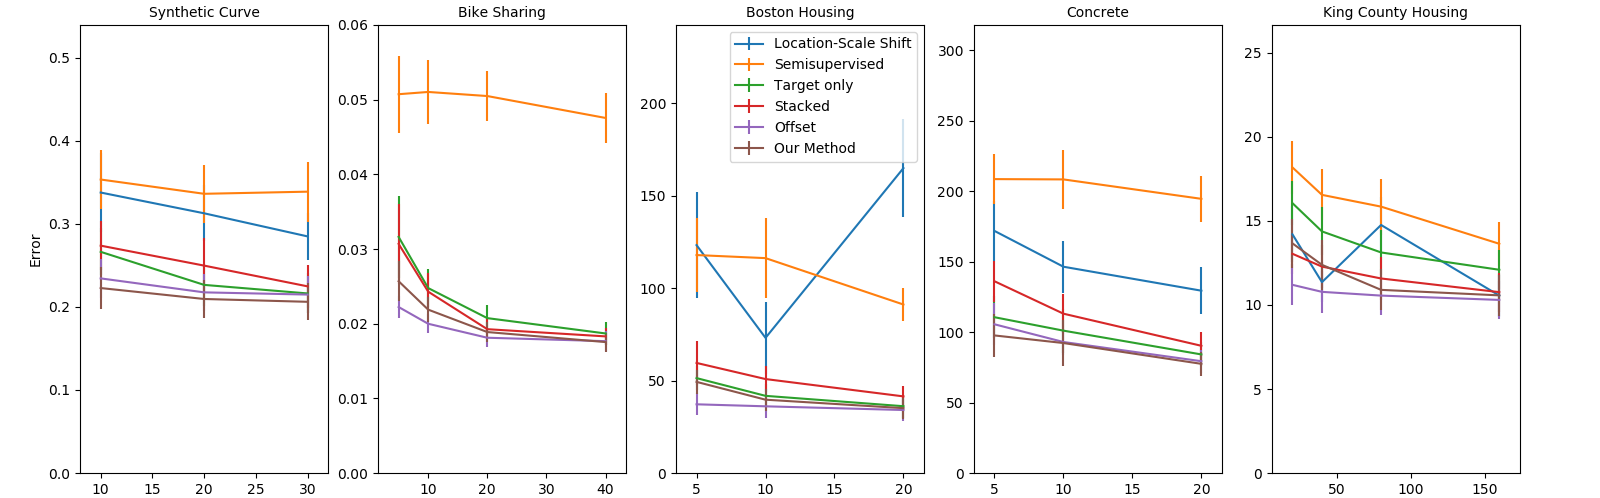 Synthetic Curve
Bike Sharing
Boston Housing
Concrete
King County Housing
Error
0.5
0.4
0.3
0.2
0.1
0.0
10 15 20 25 30
0.06
0.05
0.04
0.03
0.02
0.01
0.00
10 20 30 40
200
150
100
50
0
5 10 15 20
Location-Scale Shift
Semisupervised
Target only
Stacked
Offset
Our Method
300
250
200
150
100
50
0
5 10 15 20
25
20
15
10
5
0
50 100 150